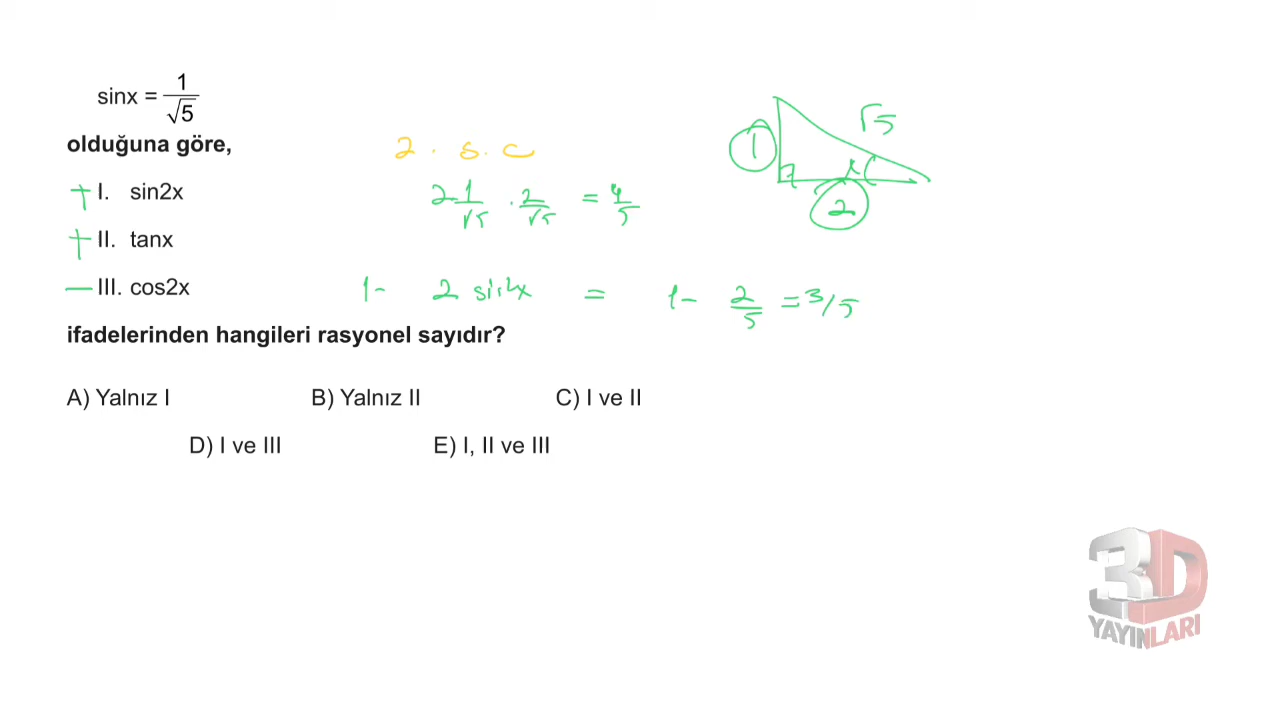 sinx = 1/√5
olduğuna göre,
+ I. sin2x
+ II. tanx
— III. cos2x
ifadelerinden hangileri rasyonel sayıdır?
A) Yalnız I B) Yalnız II C) I ve II
D) I ve III E) I, II ve III
2 . s . c
2 1/√5 . 2/√5 = 4/5
1 - 2 sin²x = 1 - 2/5 = 3/5
1
√5
x
2
3D
YAYINLARI